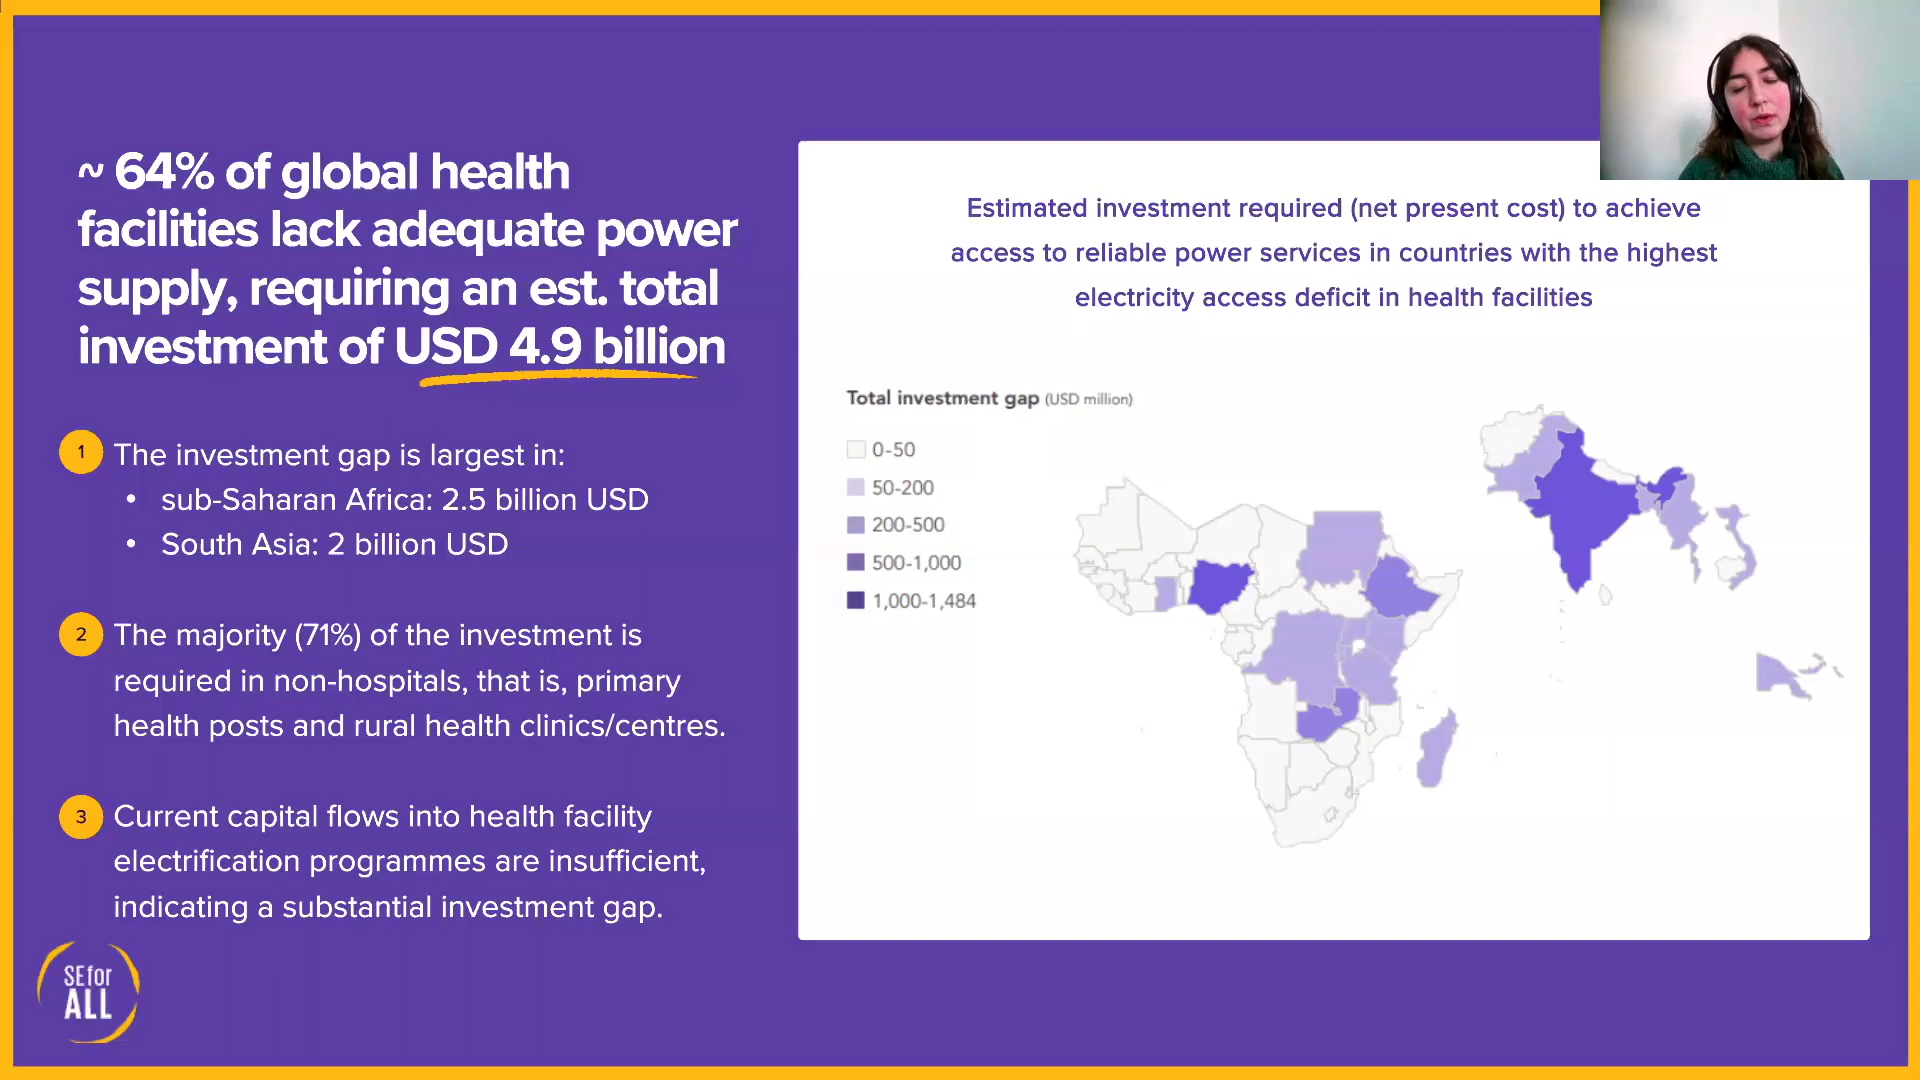 ~ 64% of global health
facilities lack adequate power
supply, requiring an est. total
investment of USD 4.9 billion
1 The investment gap is largest in:
• sub-Saharan Africa: 2.5 billion USD
• South Asia: 2 billion USD
2 The majority (71%) of the investment is
required in non-hospitals, that is, primary
health posts and rural health clinics/centres.
3 Current capital flows into health facility
electrification programmes are insufficient,
indicating a substantial investment gap.
SEfor
ALL
Estimated investment required (net present cost) to achieve
access to reliable power services in countries with the highest
electricity access deficit in health facilities
Total investment gap (USD million)
0-50
50-200
200-500
500-1,000
1,000-1,484